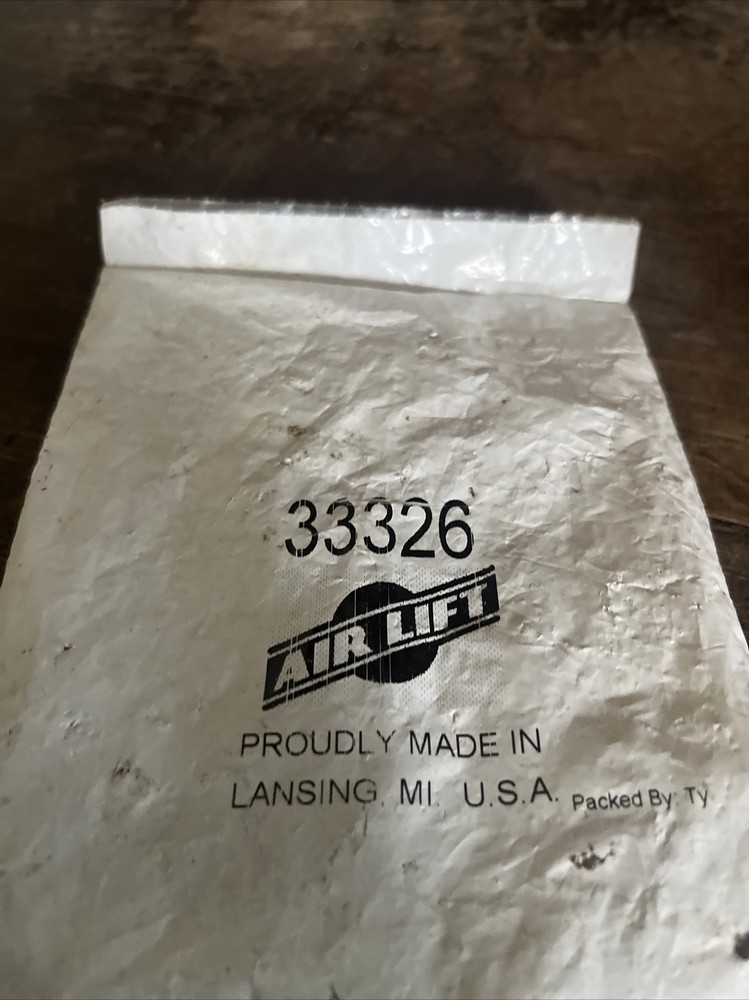 33326
AIR LIFT
PROUDLY MADE IN
LANSING, MI. U.S.A. Packed By: Ty